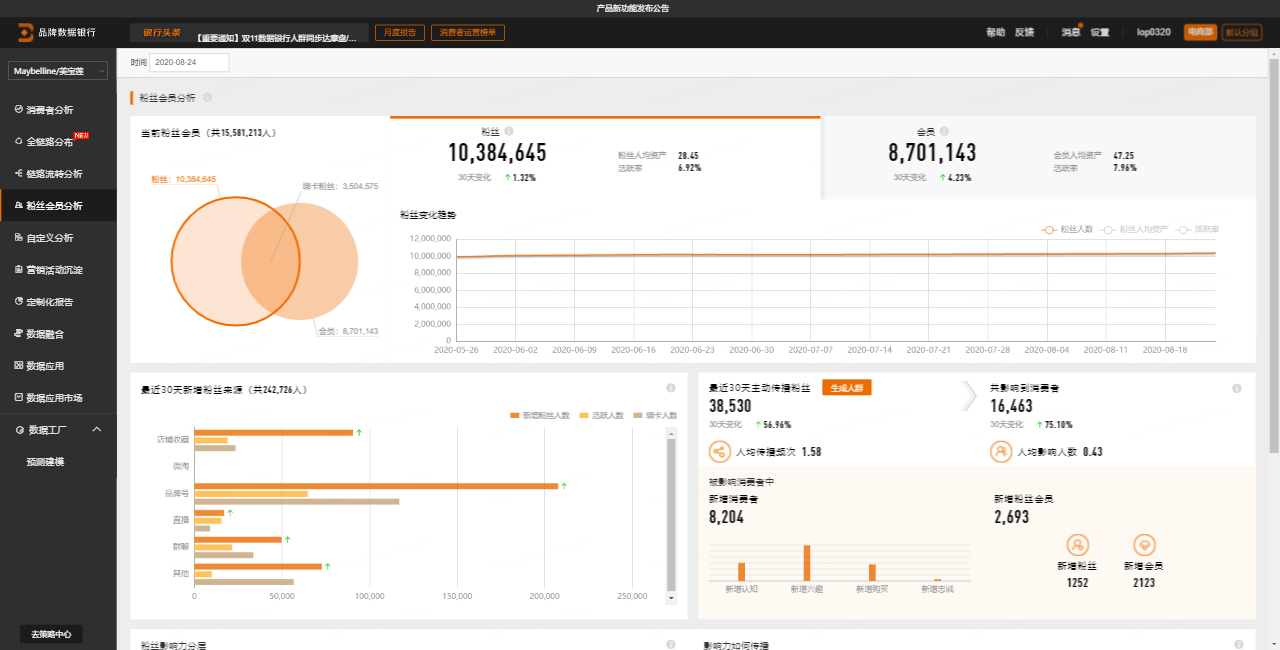 产品新功能发布公告
品牌数据银行
银行头条
【重要通知】双11数据银行人群同步达摩盘/...
月度报告
消费者运营榜单
帮助 反馈
消息 设置
lop0320
电商部
默认分组
Maybelline/美宝莲
消费者分析
全链路分布 NEW
链路流转分析
粉丝会员分析
自定义分析
营销活动沉淀
定制化报告
数据融合
数据应用
数据应用市场
数据工厂
预测建模
去策略中心
时间 2020-08-24
粉丝会员分析
当前粉丝会员（共15,581,213人）
粉丝：10,384,645
绑卡粉丝：3,504,575
会员：8,701,143
粉丝
10,384,645
30天变化 ↑1.32%
粉丝人均资产 28.45
活跃率 6.92%
会员
8,701,143
30天变化 ↑4.23%
会员人均资产 47.25
活跃率 7.96%
粉丝变化趋势
粉丝人数 粉丝人均资产 活跃率
12,000,000
10,000,000
8,000,000
6,000,000
4,000,000
2,000,000
0
2020-05-26 2020-06-02 2020-06-09 2020-06-16 2020-06-23 2020-06-30 2020-07-07 2020-07-14 2020-07-21 2020-07-28 2020-08-04 2020-08-11 2020-08-18
最近30天新增粉丝来源（共242,726人）
新增粉丝人数 活跃人数 绑卡人数
店铺收藏
微淘
品牌号
直播
群聊
其他
0 50,000 100,000 150,000 200,000 250,000
最近30天主动传播粉丝 生成人群
38,530
30天变化 ↑56.96%
人均传播频次 1.58
共影响到消费者
16,463
30天变化 ↑75.10%
人均影响人数 0.43
被影响消费者中
新增消费者
8,204
新增认知 新增兴趣 新增购买 新增忠诚
新增粉丝会员
2,693
新增粉丝 新增会员
1252 2123
粉丝影响力分层
影响力如何传播